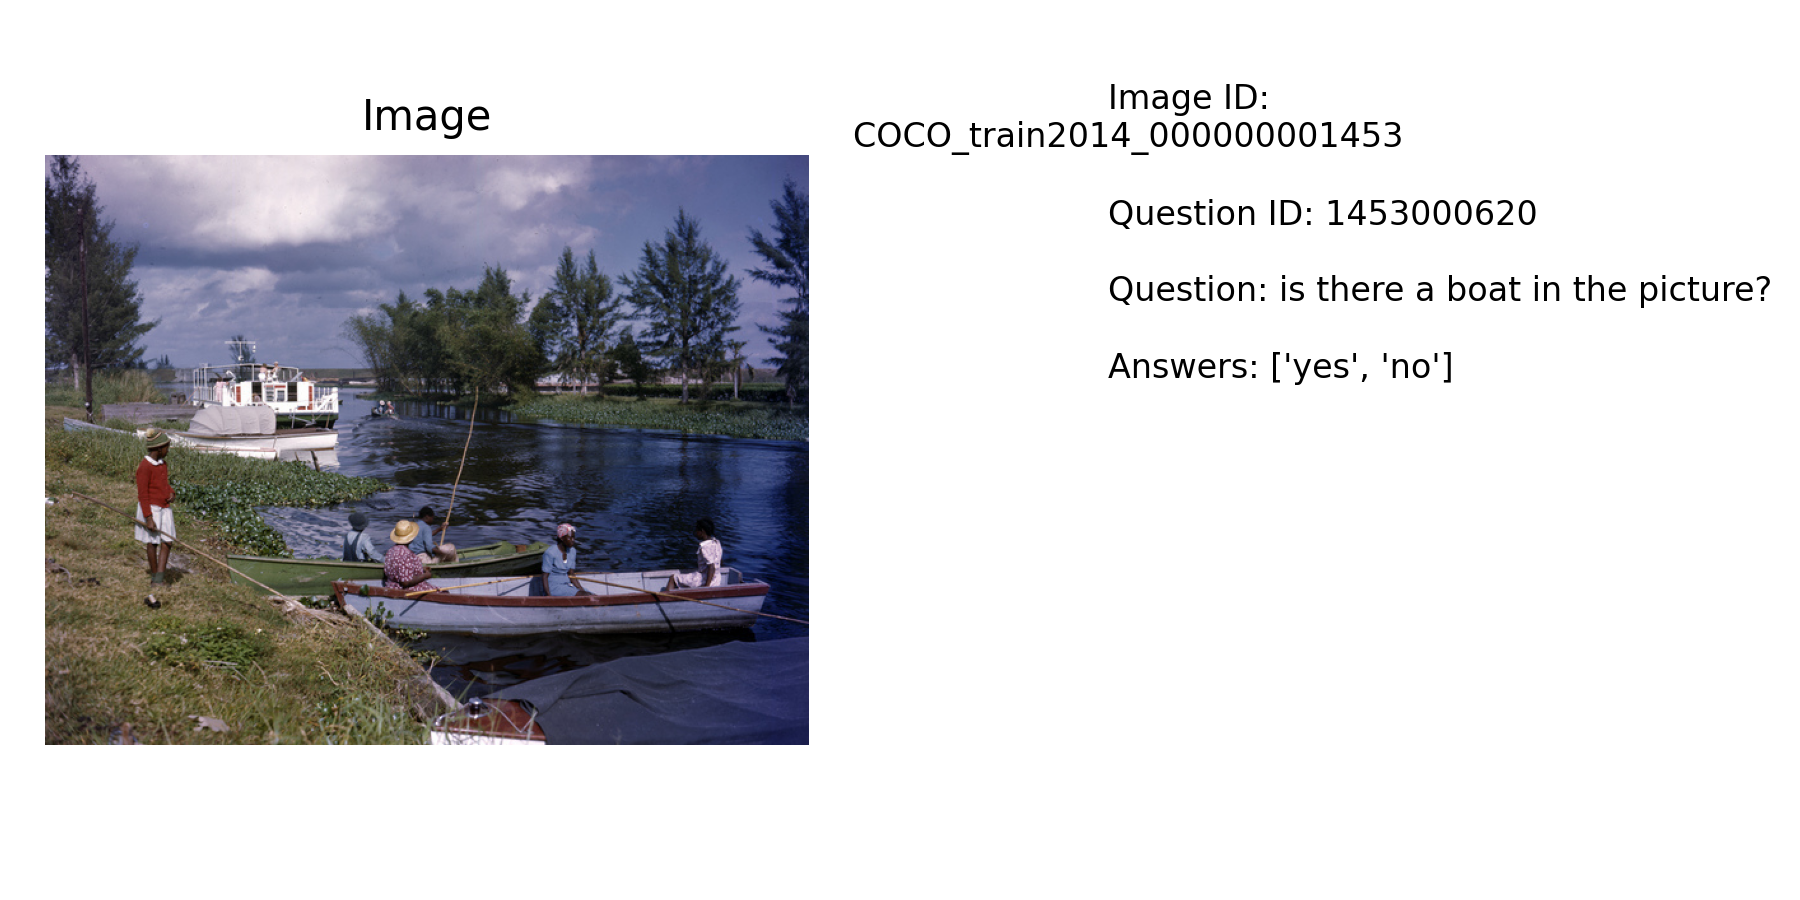 Image
Image ID:
COCO_train2014_000000001453
Question ID: 1453000620
Question: is there a boat in the picture?
Answers: ['yes', 'no']